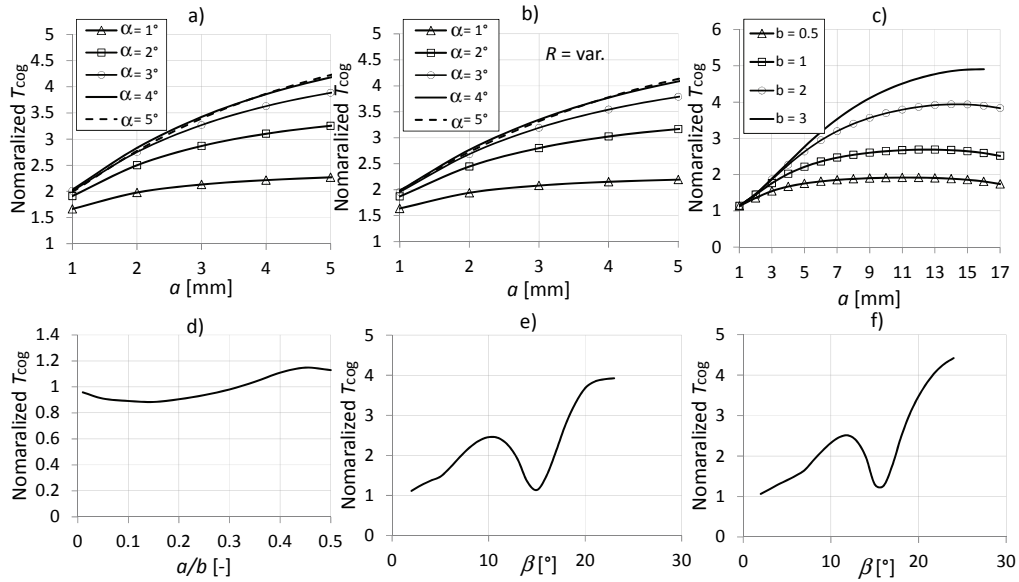 a)
Nomaralized Tcog
α = 1°
α = 2°
α = 3°
α = 4°
α = 5°
5
4.5
4
3.5
3
2.5
2
1.5
1
1 2 3 4 5
a [mm]
b)
Nomaralized Tcog
α = 1°
α = 2°
α = 3°
α = 4°
α = 5°
R = var.
5
4.5
4
3.5
3
2.5
2
1.5
1
1 2 3 4 5
a [mm]
c)
Nomaralized Tcog
b = 0.5
b = 1
b = 2
b = 3
6
5
4
3
2
1
0
1 3 5 7 9 11 13 15 17
a [mm]
d)
Nomaralized Tcog
1.4
1.2
1
0.8
0.6
0.4
0.2
0
0 0.1 0.2 0.3 0.4 0.5
a/b [-]
e)
Nomaralized Tcog
5
4
3
2
1
0
0 10 20 30
β [°]
f)
Nomaralized Tcog
5
4
3
2
1
0
0 10 20 30
β [°]